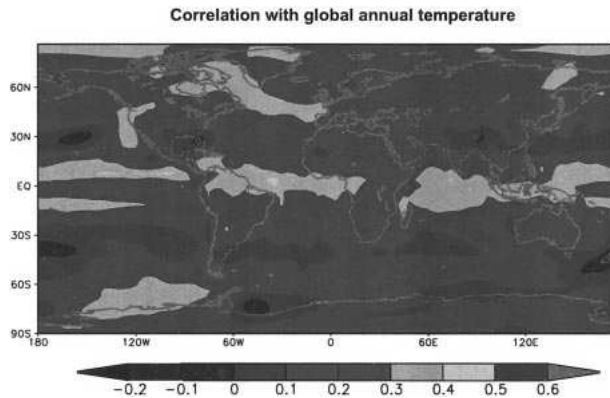 Correlation with global annual temperature
60N
30N
EQ
30S
60S
90S
180 120W 60W 0 60E 120E
−0.2 −0.1 0 0.1 0.2 0.3 0.4 0.5 0.6